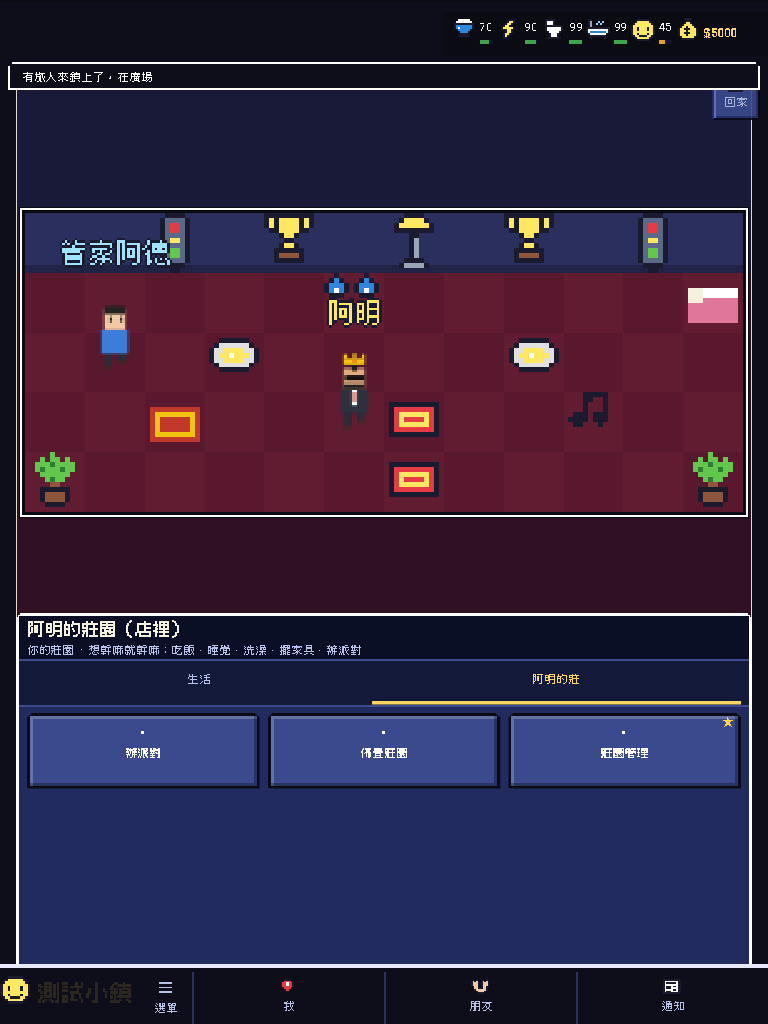 70 90 99 99 45 $5000
有旅人來鎮上了，在廣場
回家
管家阿德
阿明
阿明的莊園（店裡）
你的莊園 · 想幹嘛就幹嘛：吃飯 · 睡覺 · 洗澡 · 擺家具 · 辦派對
生活
阿明的莊
辦派對
佈置莊園
莊園管理
測試小鎮
選單
我
朋友
通知